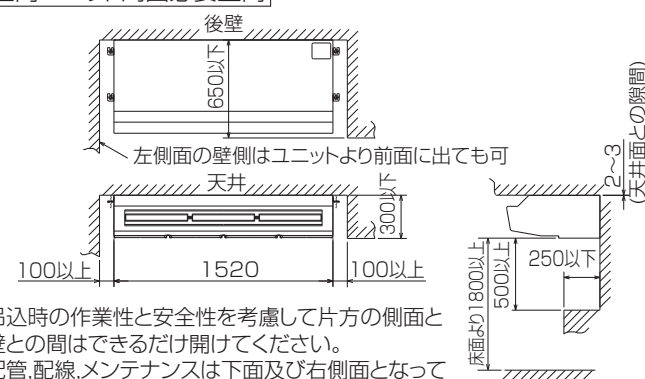 後壁
650以下
左側面の壁側はユニットより前面に出ても可
天井
300以下
100以上
1520
100以上
2~3
(天井面との隙間)
250以下
500以上
床面より1800以上
吊込時の作業性と安全性を考慮して片方の側面と
壁との間はできるだけ開けてください。
配管,配線,メンテナンスは下面及び右側面となって